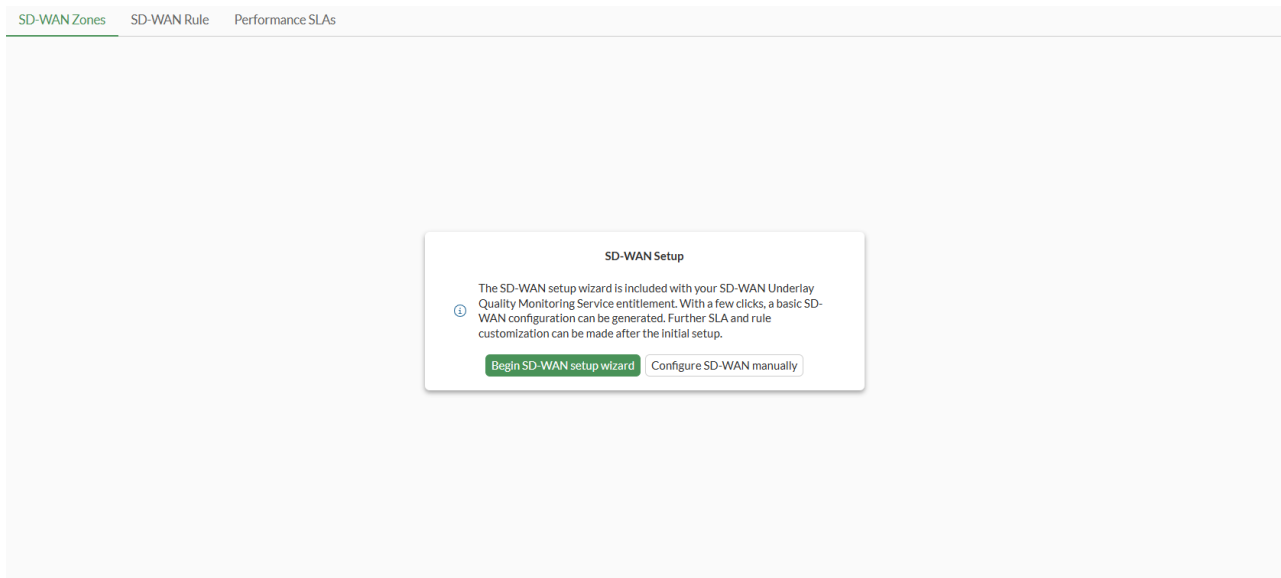 SD-WAN Zones SD-WAN Rule Performance SLAs
SD-WAN Setup
The SD-WAN setup wizard is included with your SD-WAN Underlay
Quality Monitoring Service entitlement. With a few clicks, a basic SD-
WAN configuration can be generated. Further SLA and rule
customization can be made after the initial setup.
Begin SD-WAN setup wizard Configure SD-WAN manually